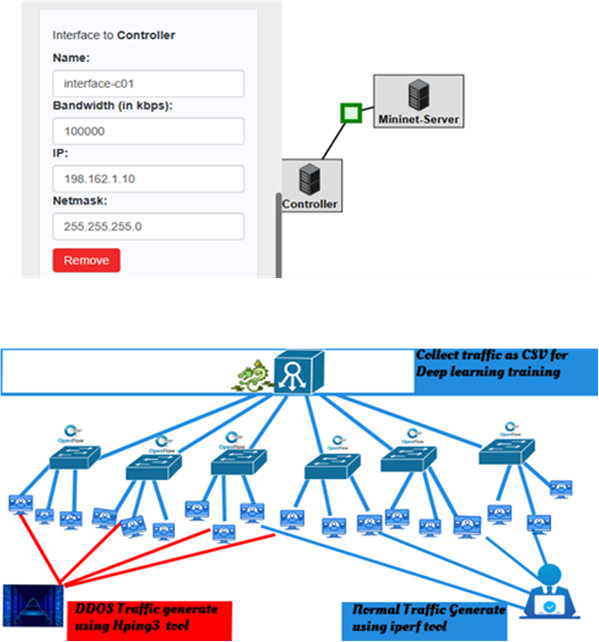 Interface to Controller
Name:
interface-c01
Bandwidth (in kbps):
100000
IP:
198.162.1.10
Netmask:
255.255.255.0
Remove
Mininet-Server
Controller
Collect traffic as CSV for
Deep learning training
OpenFlow
OpenFlow
OpenFlow
OpenFlow
OpenFlow
OpenFlow
DDOS Traffic generate
using Hping3 tool
Normal Traffic Generate
using iperf tool